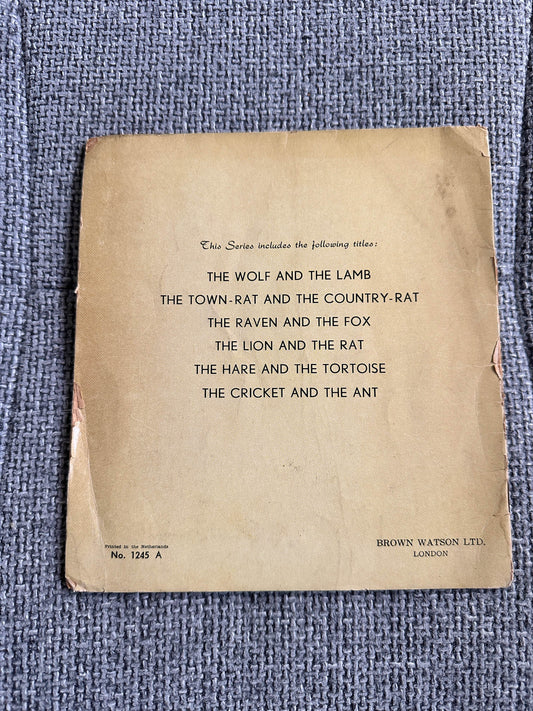 This Series includes the following titles:
THE WOLF AND THE LAMB
THE TOWN-RAT AND THE COUNTRY-RAT
THE RAVEN AND THE FOX
THE LION AND THE RAT
THE HARE AND THE TORTOISE
THE CRICKET AND THE ANT
Printed in the Netherlands
No. 1245 A
BROWN WATSON LTD.
LONDON